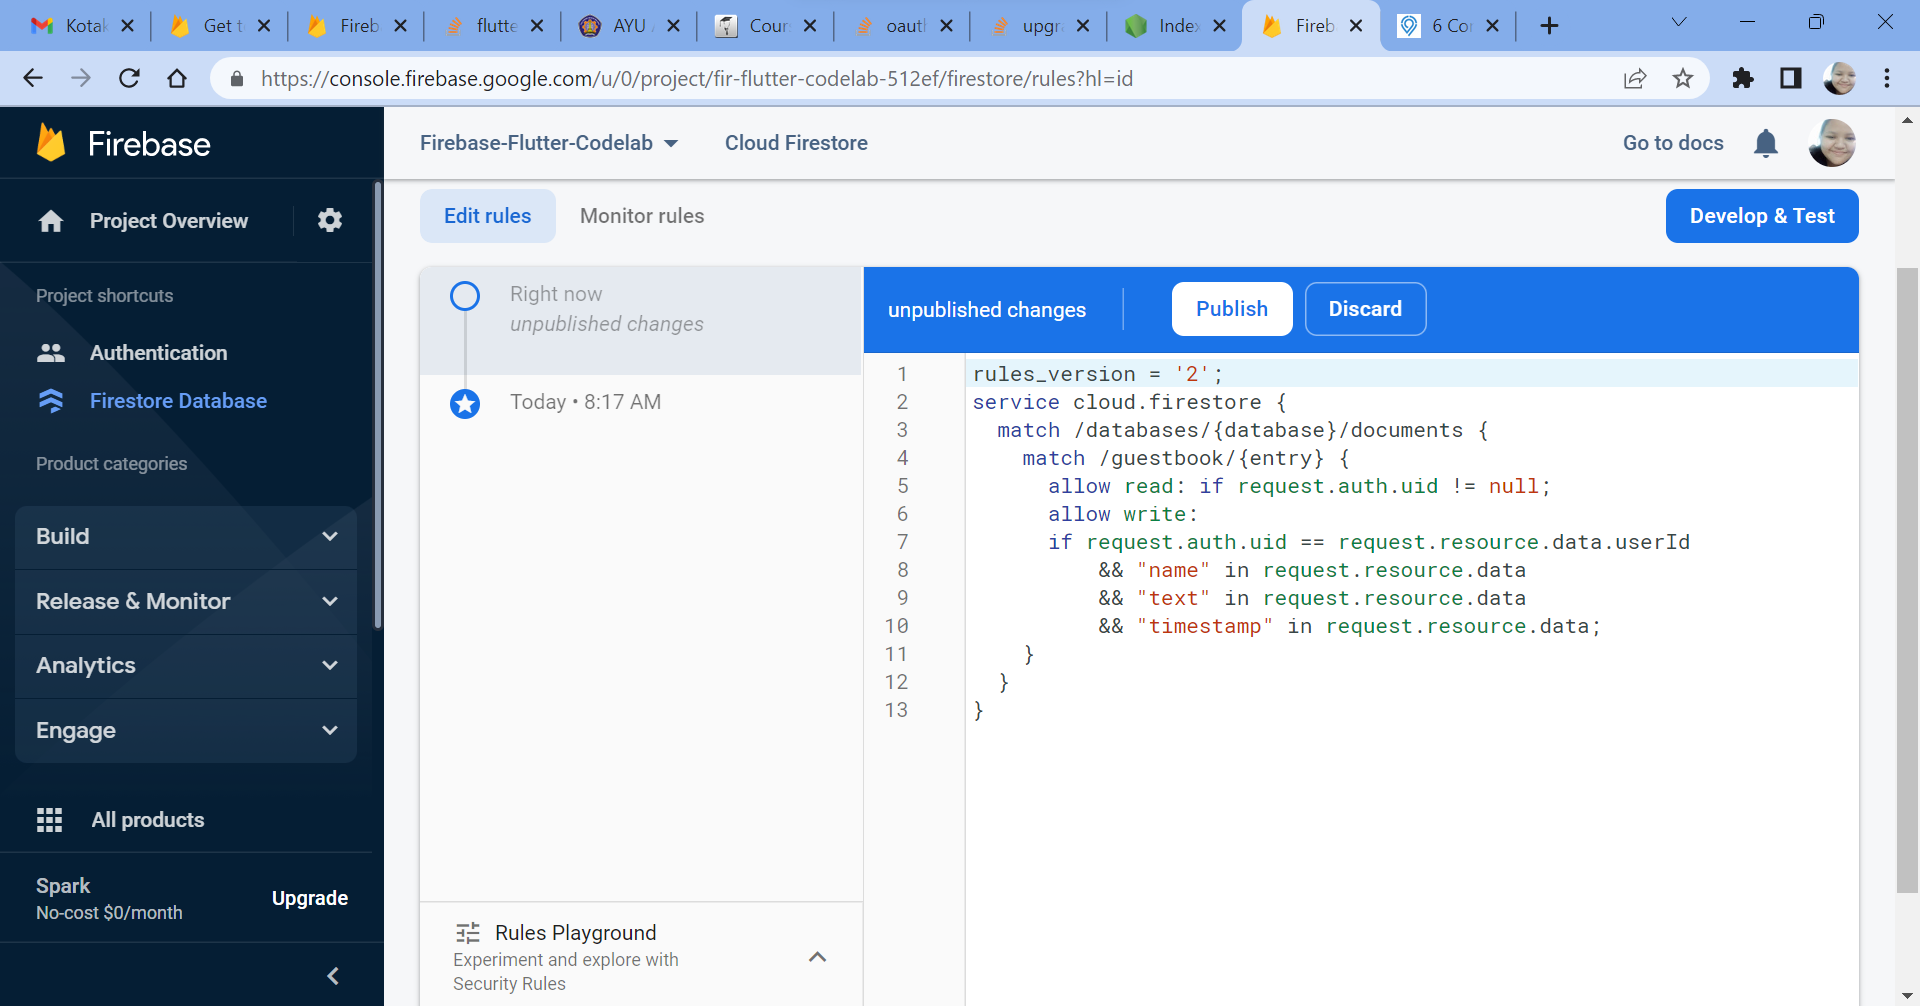 Kotak
Get t
Fireb
flutte
AYU
Cour
oaut
upgr
Index
Fireb
6 Co
https://console.firebase.google.com/u/0/project/fir-flutter-codelab-512ef/firestore/rules?hl=id
Firebase
Firebase-Flutter-Codelab
Cloud Firestore
Go to docs
Project Overview
Edit rules
Monitor rules
Develop & Test
Project shortcuts
Authentication
Firestore Database
Product categories
Build
Release & Monitor
Analytics
Engage
All products
Spark
No-cost $0/month
Upgrade
Right now
unpublished changes
Today • 8:17 AM
Rules Playground
Experiment and explore with
Security Rules
unpublished changes
Publish
Discard
1 rules_version = '2';
2 service cloud.firestore {
3 match /databases/{database}/documents {
4 match /guestbook/{entry} {
5 allow read: if request.auth.uid != null;
6 allow write:
7 if request.auth.uid == request.resource.data.userId
8 && "name" in request.resource.data
9 && "text" in request.resource.data
10 && "timestamp" in request.resource.data;
11 }
12 }
13 }